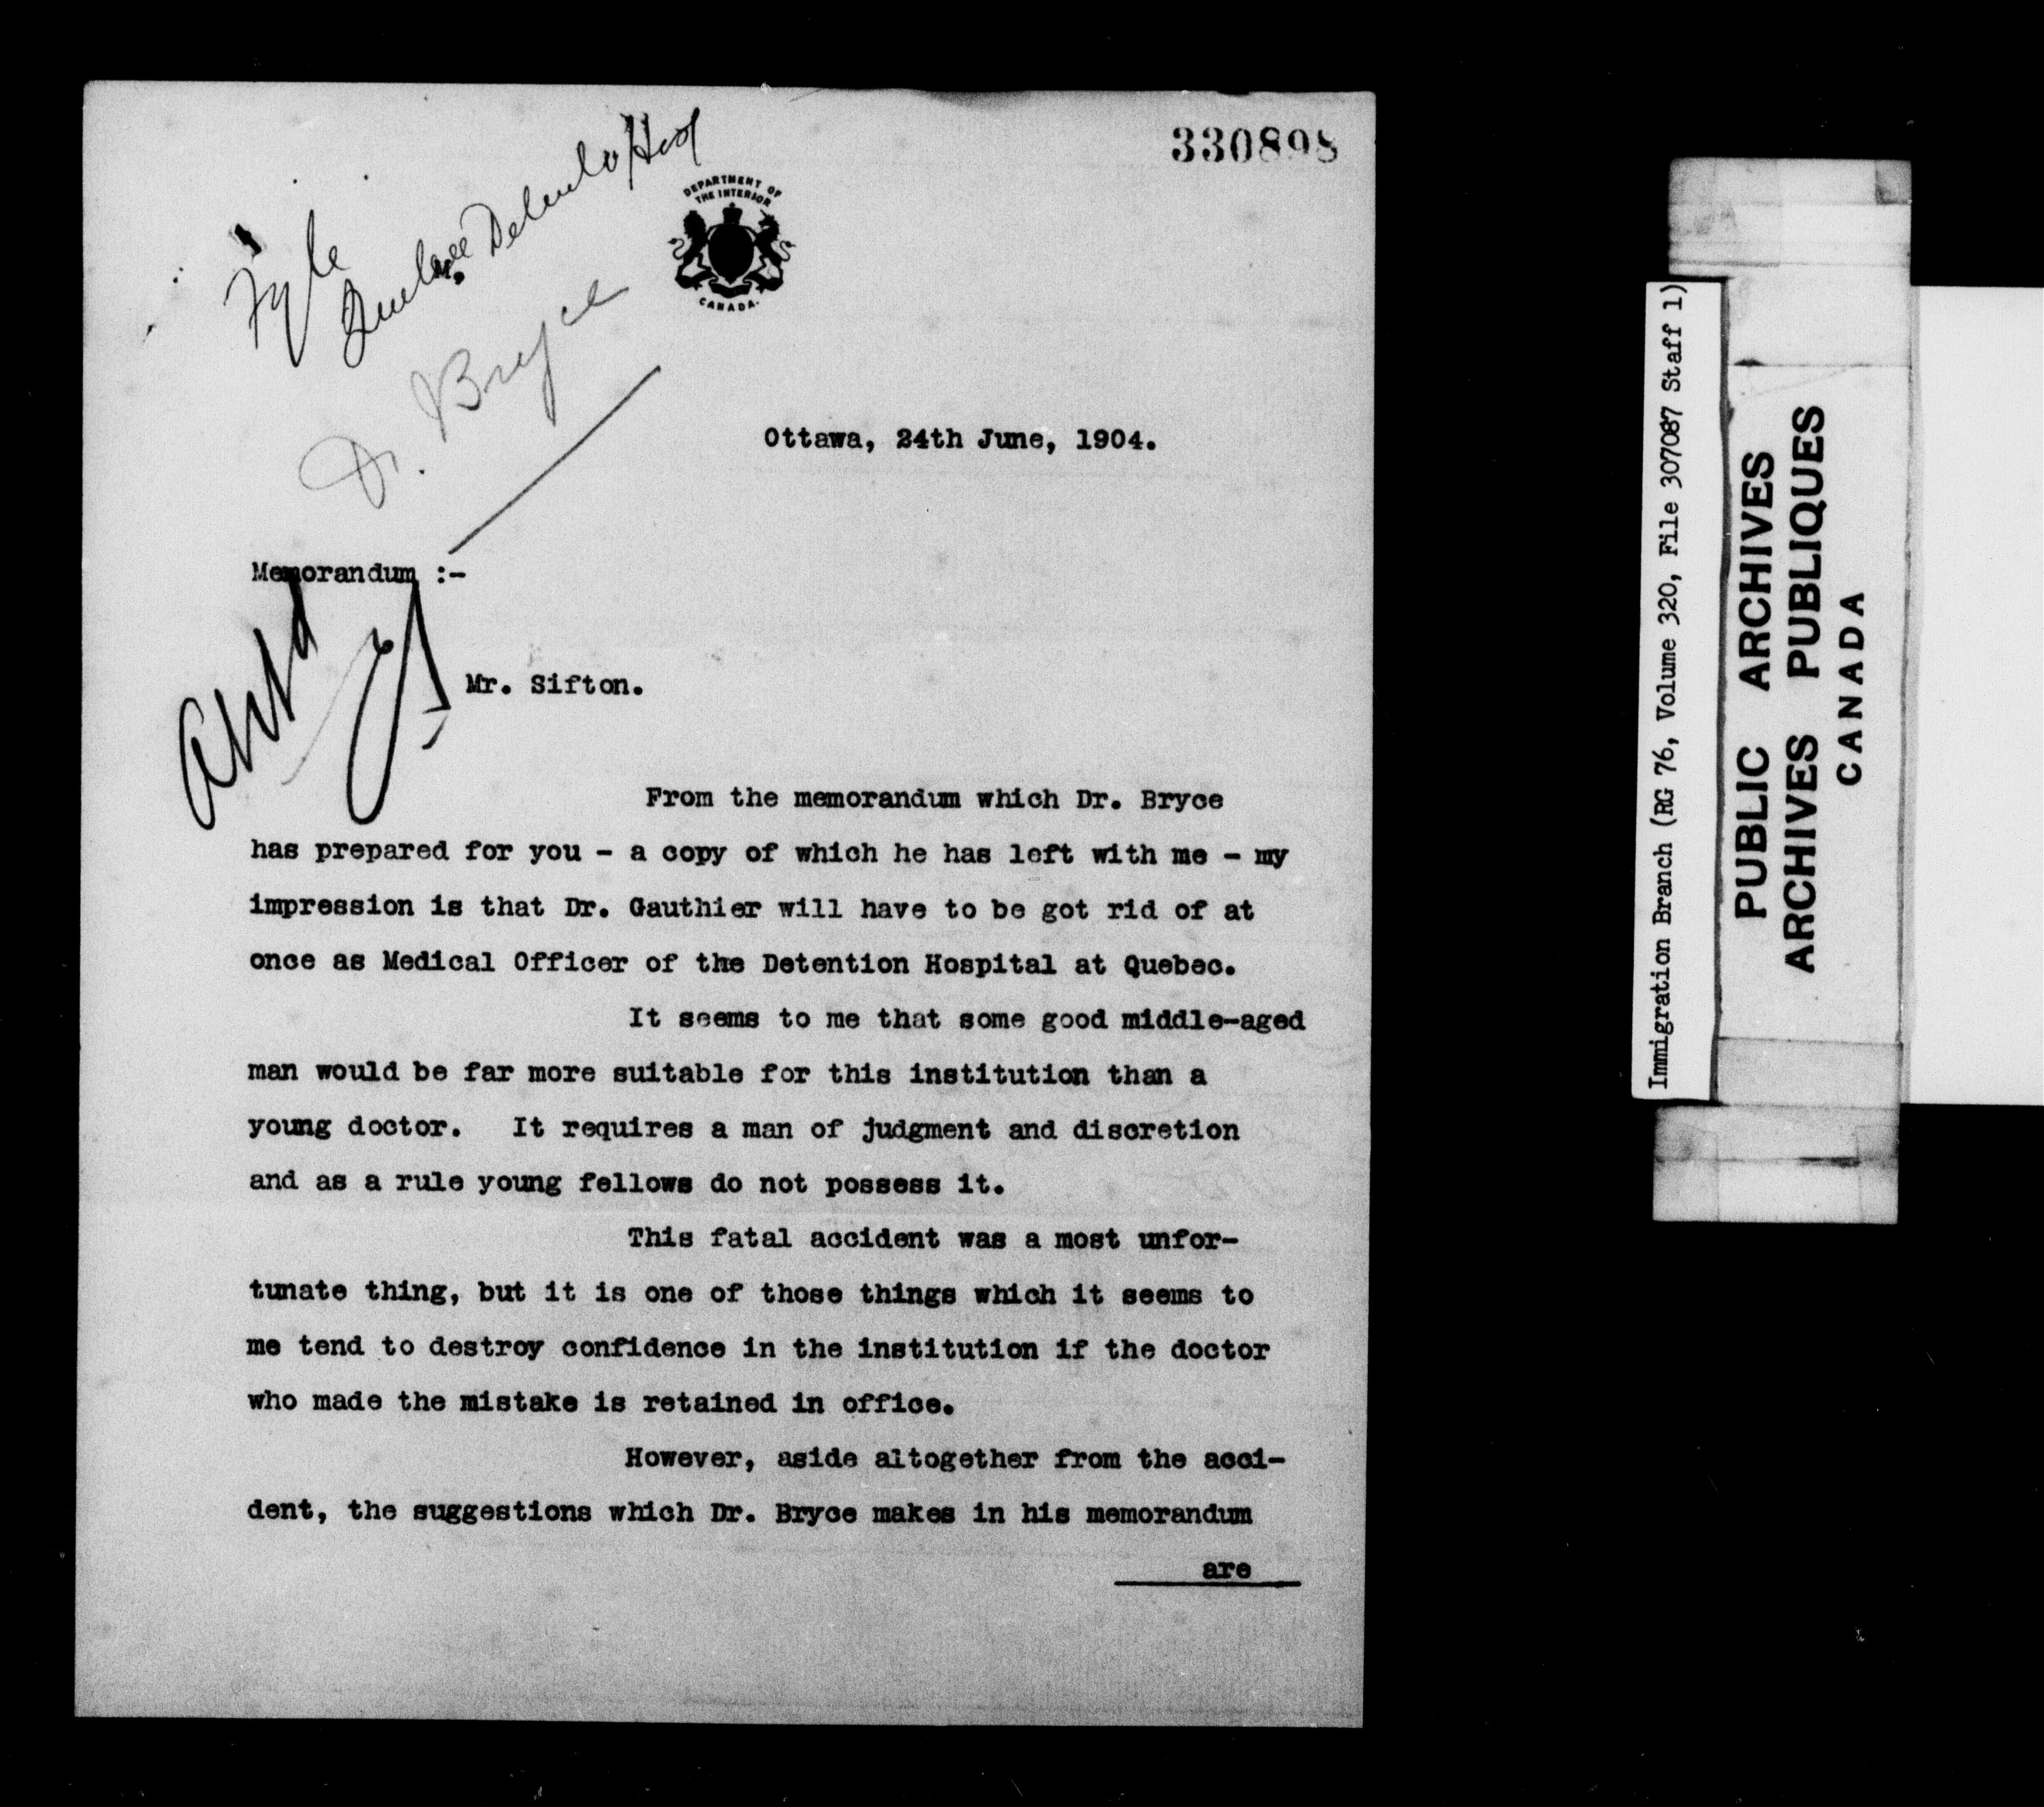 330898
Fyle
Quebec Detention Hosp
DEPARTMENT OF
THE INTERIOR
CANADA.
Dr. Bryce
Ottawa, 24th June, 1904.
Memorandum :-
Mr. Sifton.
From the memorandum which Dr. Bryce
has prepared for you - a copy of which he has left with me - my
impression is that Dr. Gauthier will have to be got rid of at
once as Medical Officer of the Detention Hospital at Quebec.
It seems to me that some good middle-aged
man would be far more suitable for this institution than a
young doctor. It requires a man of judgment and discretion
and as a rule young fellows do not possess it.
This fatal accident was a most unfor-
tunate thing, but it is one of those things which it seems to
me tend to destroy confidence in the institution if the doctor
who made the mistake is retained in office.
However, aside altogether from the acci-
dent, the suggestions which Dr. Bryce makes in his memorandum
are
Immigration Branch (RG 76, Volume 320, File 307087 Staff 1)
PUBLIC ARCHIVES
ARCHIVES PUBLIQUES
CANADA